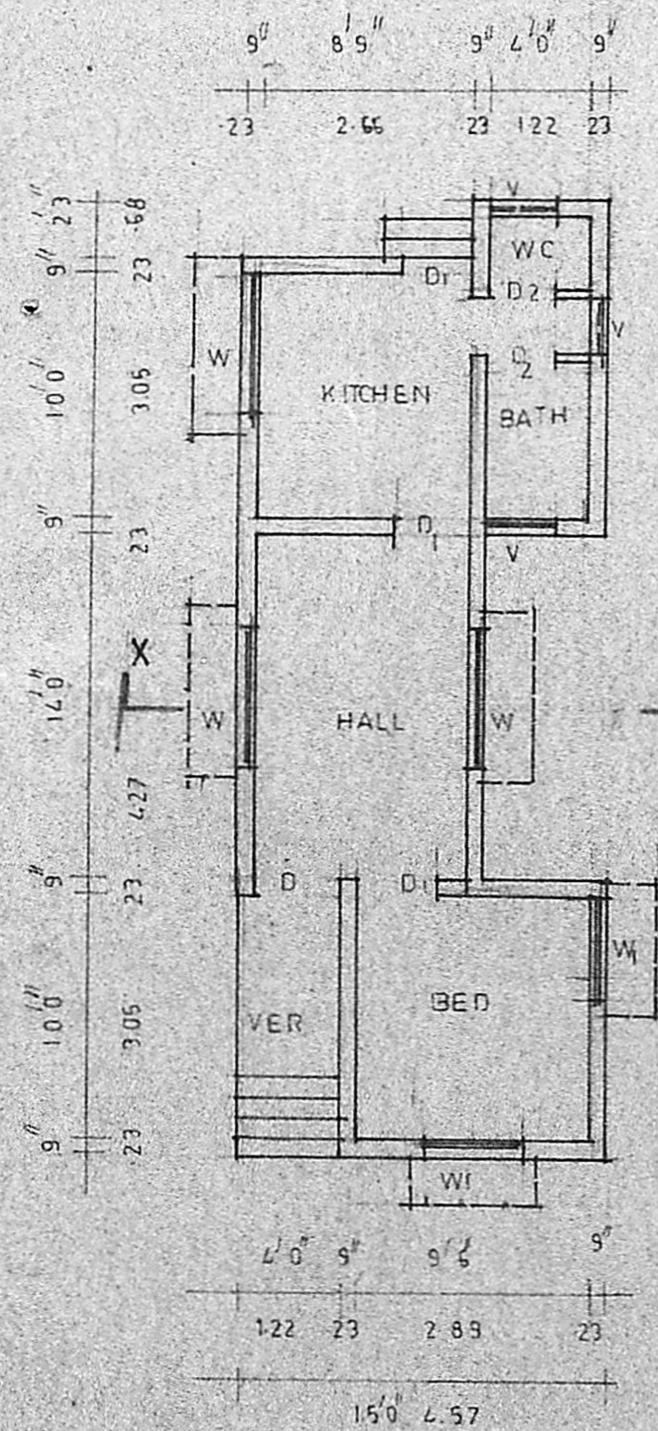 9" 8'9" 9" 4'0" 9"
·23 2·66 ·23 1·22 ·23
V
WC
D1 D2
W V
D2
KITCHEN
BATH
D1
V
X
W HALL W
D D1
W1
BED
VER
W1
9" 10'0" 9" 14'0" 9" 10'0" 9"
·68 ·23 3·05 ·23 4·27 ·23 3·05 ·23
4'0" 9" 9'6" 9"
1·22 ·23 2·89 ·23
15'0" 4·57